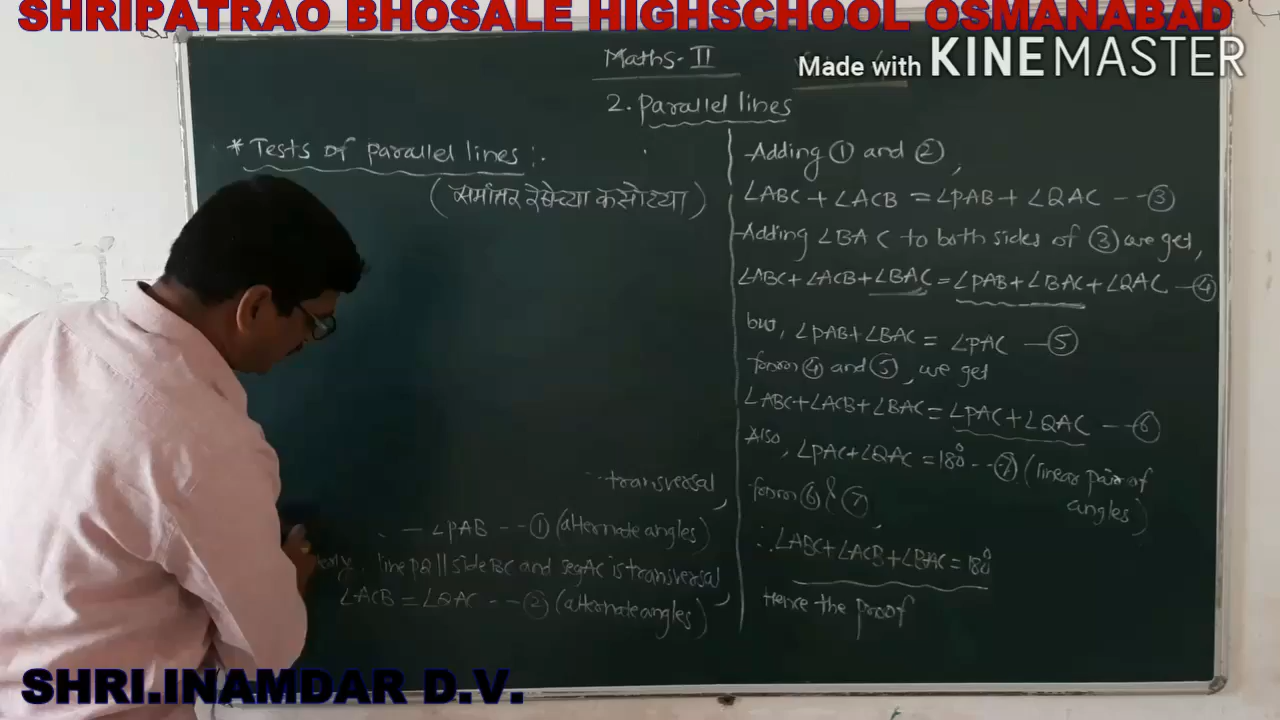 SHRIPATRAO BHOSALE HIGHSCHOOL OSMANABAD
Made with KINEMASTER
Maths-II
2. Parallel lines
* Tests of parallel lines :-
(समांतर रेषेच्या कसोट्या)
transversal,
∠PAB --- ① (alternate angles)
line PQ || side BC and seg AC is transversal
∠ACB = ∠QAC --- ② (alternate angles)
Adding ① and ②,
∠ABC + ∠ACB = ∠PAB + ∠QAC --- ③
Adding ∠BAC to both sides of ③ we get,
∠ABC + ∠ACB + ∠BAC = ∠PAB + ∠BAC + ∠QAC — ④
but, ∠PAB + ∠BAC = ∠PAC — ⑤
from ④ and ⑤, we get
∠ABC + ∠ACB + ∠BAC = ∠PAC + ∠QAC --- ⑥
Also, ∠PAC + ∠QAC = 180° --- ⑦ (linear pair of angles)
from ⑥ & ⑦,
∴ ∠ABC + ∠ACB + ∠BAC = 180°
Hence the proof
SHRI.INAMDAR D.V.